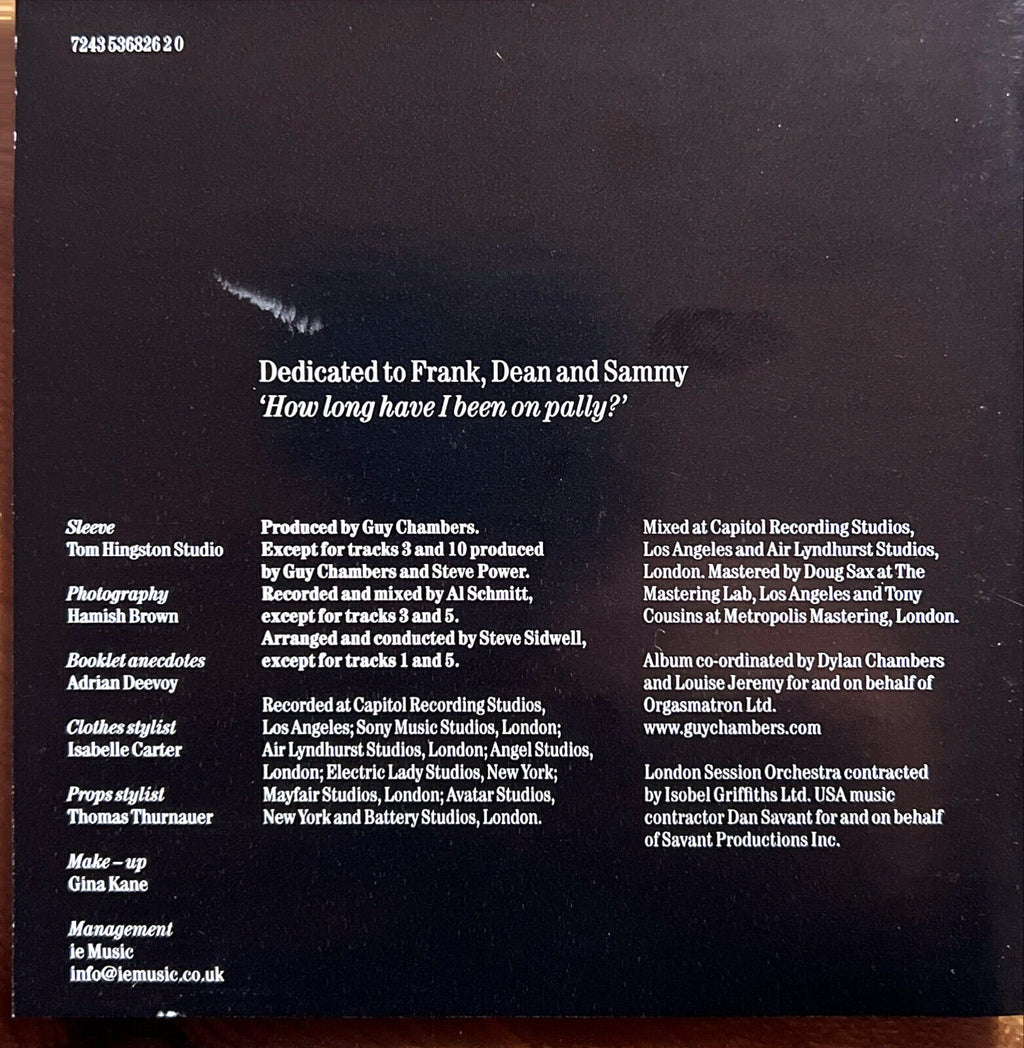 7243 536826 2 0
Dedicated to Frank, Dean and Sammy
‘How long have I been on pally?’
Sleeve
Tom Hingston Studio
Photography
Hamish Brown
Booklet anecdotes
Adrian Deevoy
Clothes stylist
Isabelle Carter
Props stylist
Thomas Thurnauer
Make – up
Gina Kane
Management
ie Music
info@iemusic.co.uk
Produced by Guy Chambers.
Except for tracks 3 and 10 produced
by Guy Chambers and Steve Power.
Recorded and mixed by Al Schmitt,
except for tracks 3 and 5.
Arranged and conducted by Steve Sidwell,
except for tracks 1 and 5.
Recorded at Capitol Recording Studios,
Los Angeles; Sony Music Studios, London;
Air Lyndhurst Studios, London; Angel Studios,
London; Electric Lady Studios, New York;
Mayfair Studios, London; Avatar Studios,
New York and Battery Studios, London.
Mixed at Capitol Recording Studios,
Los Angeles and Air Lyndhurst Studios,
London. Mastered by Doug Sax at The
Mastering Lab, Los Angeles and Tony
Cousins at Metropolis Mastering, London.
Album co-ordinated by Dylan Chambers
and Louise Jeremy for and on behalf of
Orgasmatron Ltd.
www.guychambers.com
London Session Orchestra contracted
by Isobel Griffiths Ltd. USA music
contractor Dan Savant for and on behalf
of Savant Productions Inc.